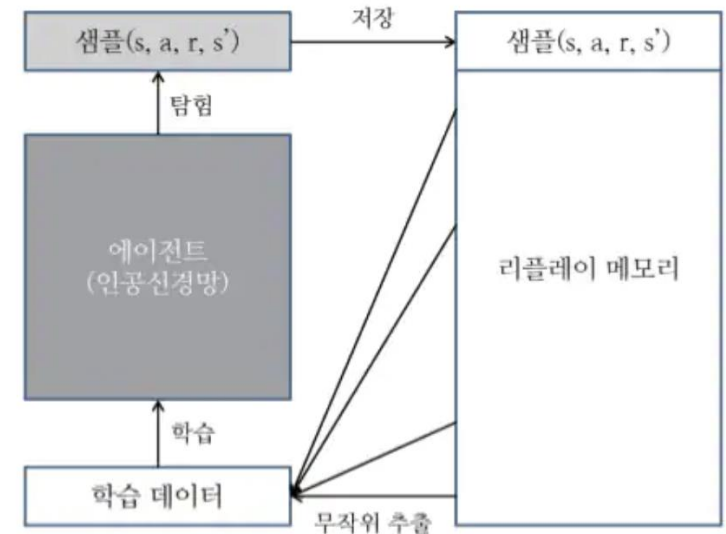 저장
샘플(s, a, r, s’)
샘플(s, a, r, s’)
탐험
에이전트
(인공신경망)
리플레이 메모리
학습
학습 데이터
무작위 추출